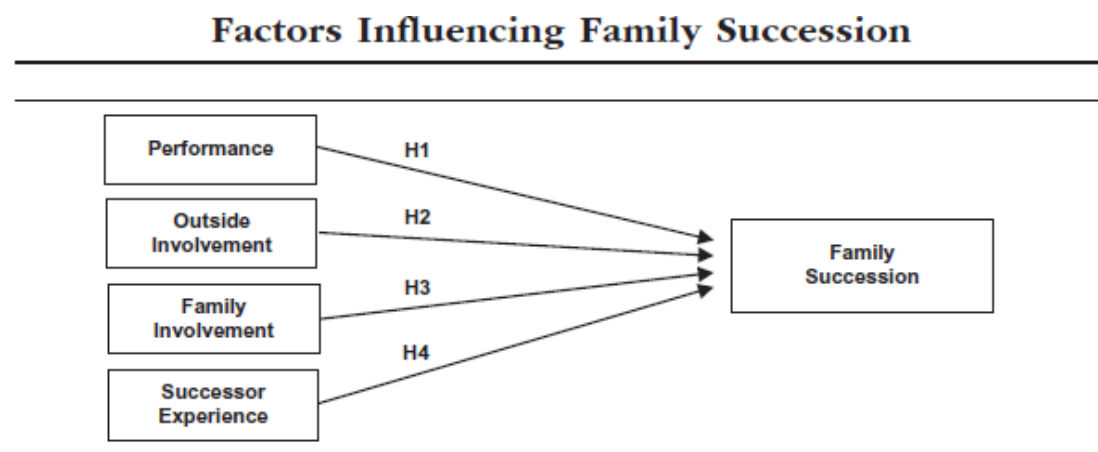 Factors Influencing Family Succession
Performance
H1
Outside
Involvement
H2
Family
Involvement
H3
Successor
Experience
H4
Family
Succession